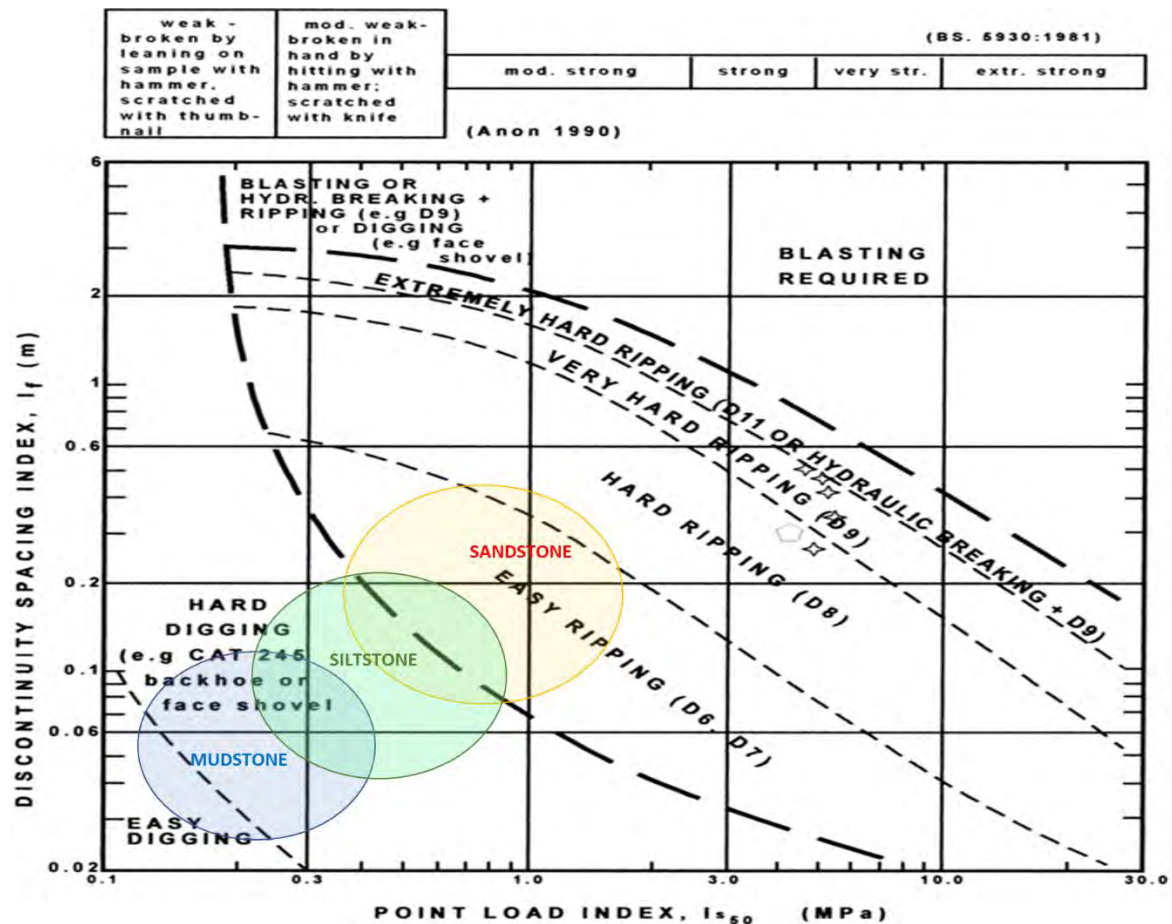 weak -
broken by
leaning on
sample with
hammer,
scratched
with thumb-
nail
mod. weak-
broken in
hand by
hitting with
hammer;
scratched
with knife
(BS. 5930:1981)
mod. strong
strong
very str.
extr. strong
(Anon 1990)
BLASTING OR
HYDR. BREAKING +
RIPPING (e.g D9)
or DIGGING
(e.g face
shovel)
BLASTING
REQUIRED
EXTREMELY HARD RIPPING (D11 OR HYDRAULIC BREAKING + D9)
VERY HARD RIPPING (D9)
HARD RIPPING (D8)
EASY RIPPING (D6, D7)
SANDSTONE
SILTSTONE
MUDSTONE
HARD
DIGGING
(e.g CAT 245
backhoe or
face shovel
EASY
DIGGING
DISCONTINUITY SPACING INDEX, If (m)
6
2
1
0.6
0.2
0.1
0.06
0.02
0.1
0.3
1.0
3.0
10.0
30.0
POINT LOAD INDEX, Is50 (MPa)